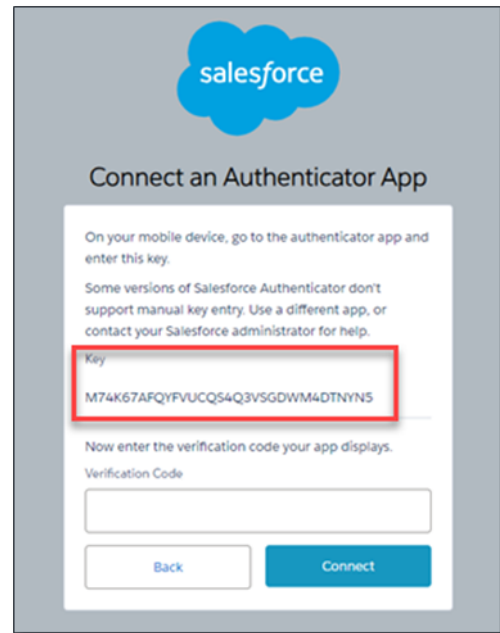 salesforce
Connect an Authenticator App
On your mobile device, go to the authenticator app and
enter this key.
Some versions of Salesforce Authenticator don't
support manual key entry. Use a different app, or
contact your Salesforce administrator for help.
Key
M74K67AFQYFVUCQS4Q3VSGDWM4DTNYN5
Now enter the verification code your app displays.
Verification Code
Back
Connect